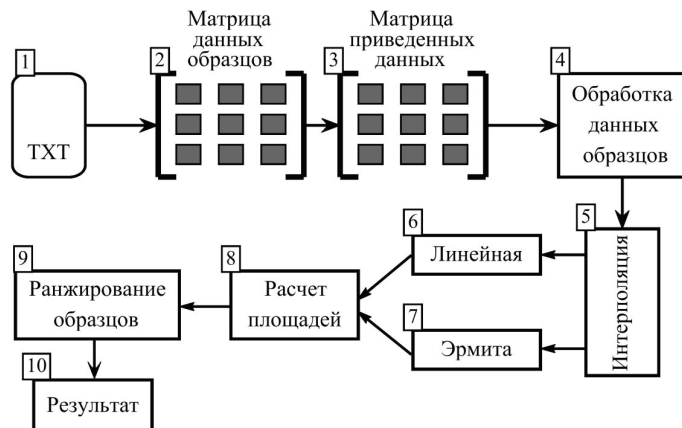 1
ТХТ
2
Матрица
данных
образцов
3
Матрица
приведенных
данных
4
Обработка
данных
образцов
5
Интерполяция
6
Линейная
7
Эрмита
8
Расчет
площадей
9
Ранжирование
образцов
10
Результат